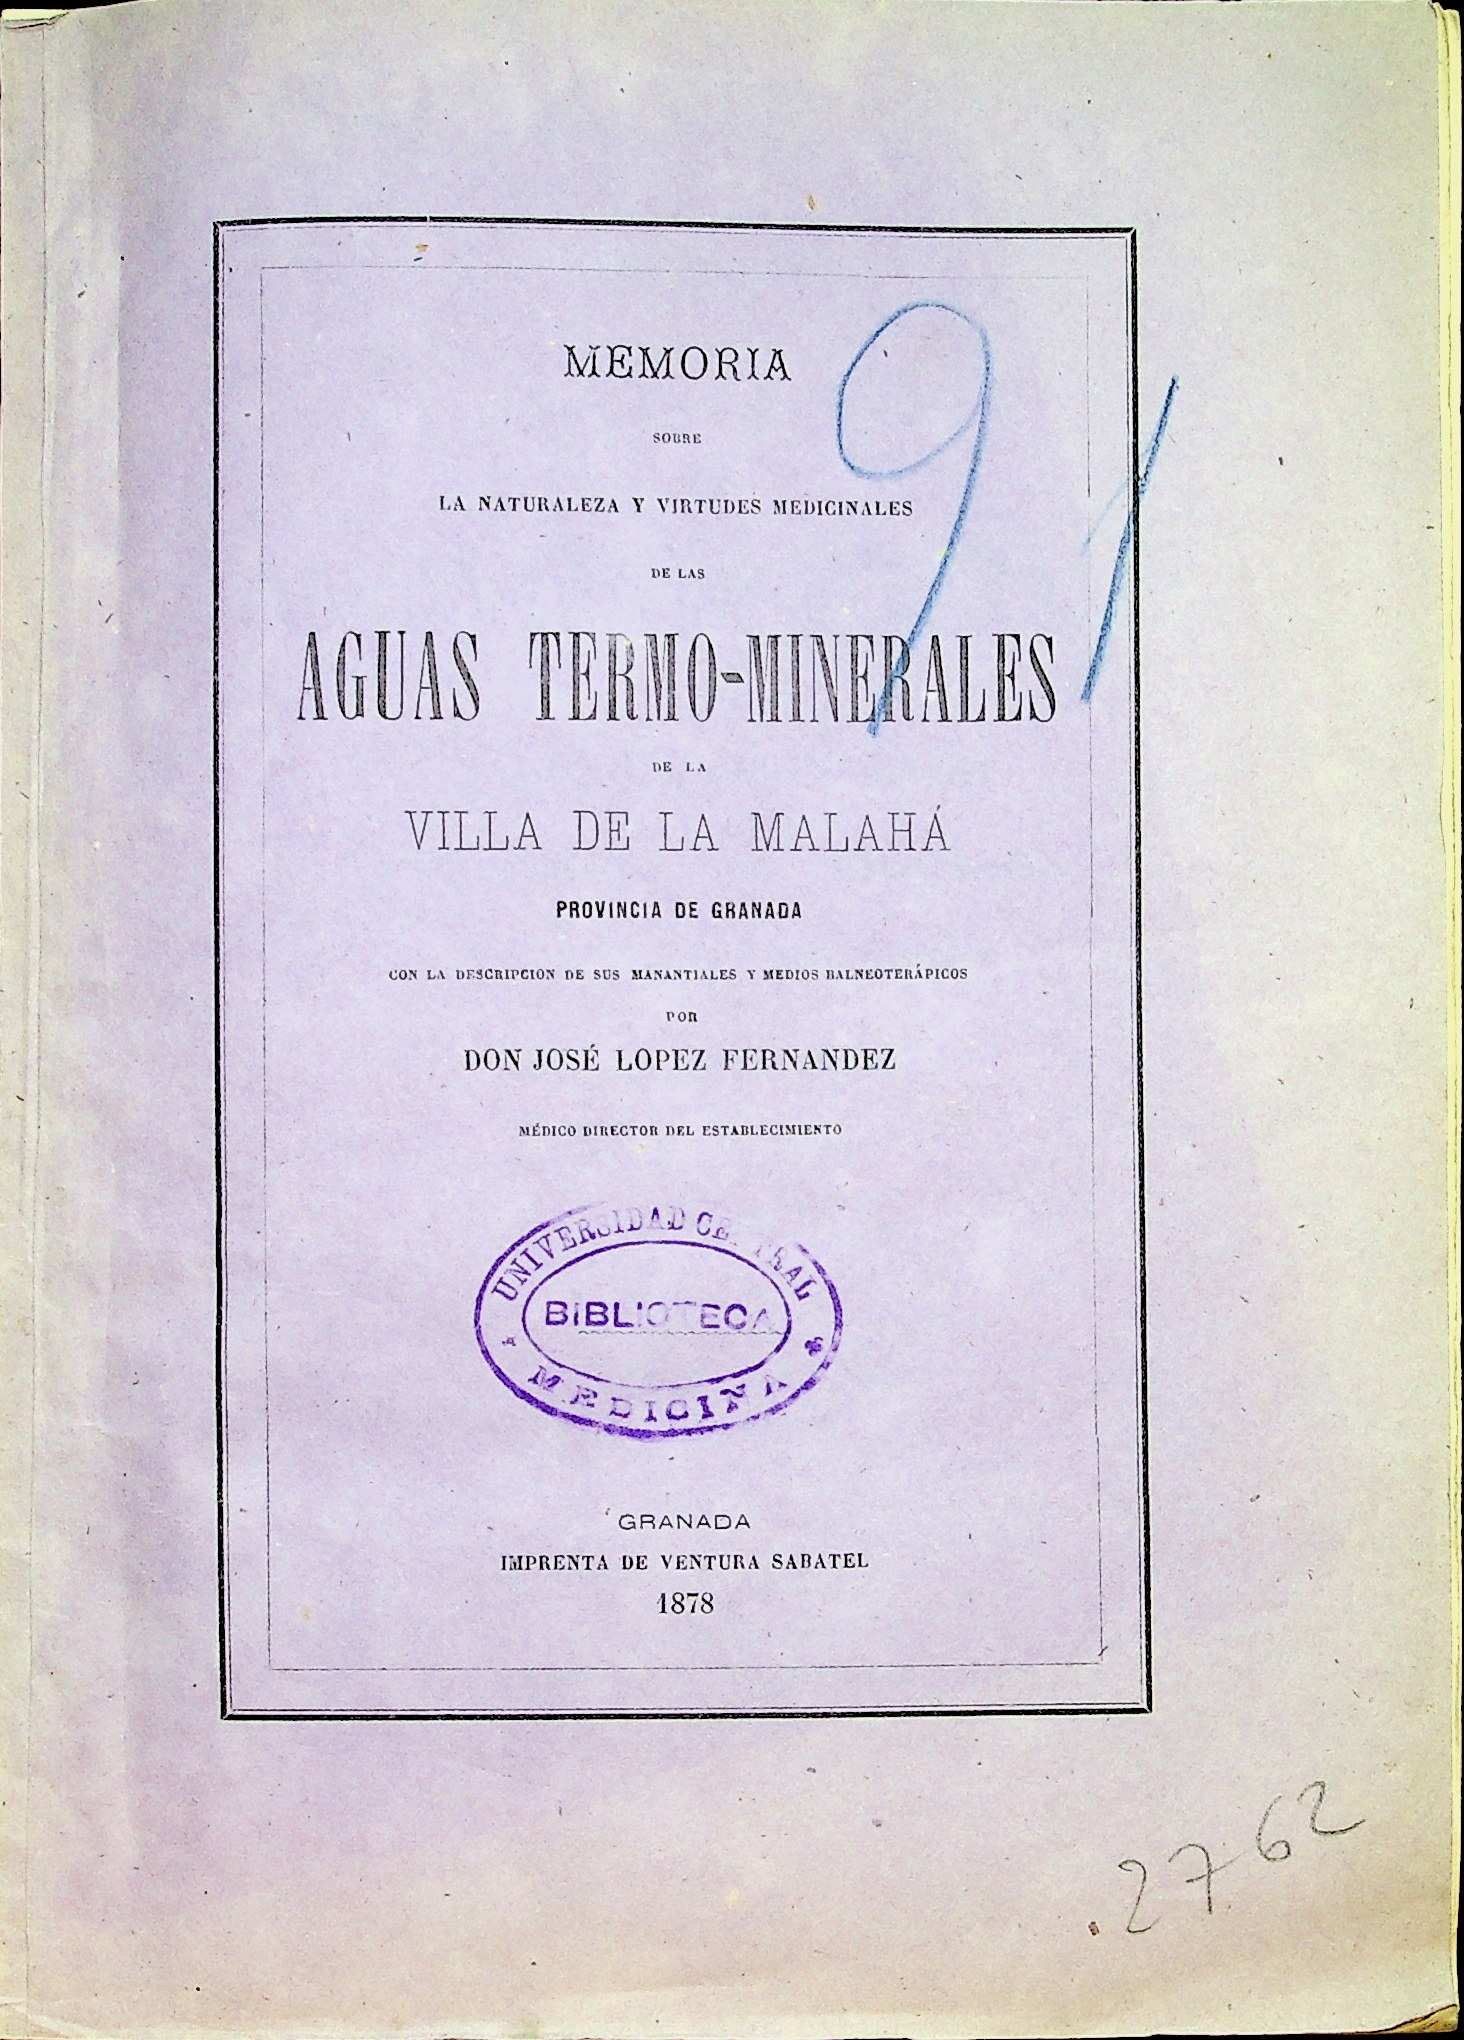 MEMORIA
SOBRE
LA NATURALEZA Y VIRTUDES MEDICINALES
DE LAS
AGUAS TERMO-MINERALES
DE LA
VILLA DE LA MALAHÁ
PROVINCIA DE GRANADA
CON LA DESCRIPCION DE SUS MANANTIALES Y MEDIOS BALNEOTERÁPICOS
POR
DON JOSÉ LOPEZ FERNANDEZ
MÉDICO DIRECTOR DEL ESTABLECIMIENTO
UNIVERSIDAD CENTRAL
BIBLIOTECA
MEDICINA
GRANADA
IMPRENTA DE VENTURA SABATEL
1878
91
2762